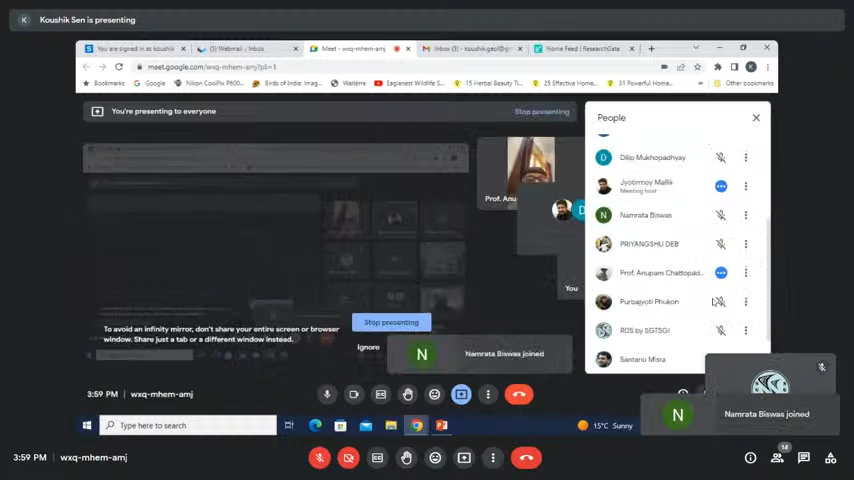 K Koushik Sen is presenting
S You are signed in as koushik
Webmail :: Inbox
Meet - wxq-mhem-amj
Inbox (5) - koushik.geol@g
Home Feed | ResearchGate
meet.google.com/wxq-mhem-amj?pli=1
K
Bookmarks
Google
Nikon CoolPix P600...
Birds of India: Imag...
Eaglenest Wildlife S...
15 Herbal Beauty Ti...
25 Effective Home...
31 Powerful Home...
Other bookmarks
You're presenting to everyone
Stop presenting
People
D Dilip Mukhopadhyay
Jyotirmoy Mallik
Meeting host
N Namrata Biswas
PRIYANGSHU DEB
Prof. Anupam Chattopad...
Purbajyoti Phukon
RDS by SGTSGI
Santanu Misra
Prof. Anu
D
You
To avoid an infinity mirror, don't share your entire screen or browser
window. Share just a tab or a different window instead.
Stop presenting
Ignore
N Namrata Biswas joined
3:59 PM wxq-mhem-amj
N Namrata Biswas joined
Type here to search
15°C Sunny
3:59 PM wxq-mhem-amj
14